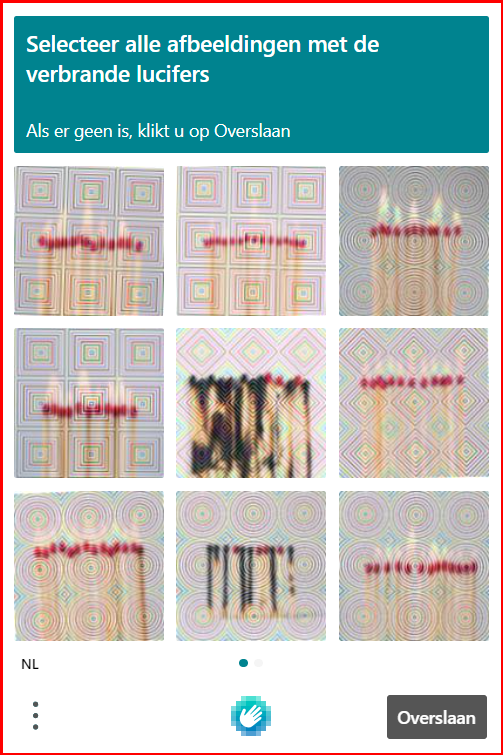 Selecteer alle afbeeldingen met de
verbrande lucifers
Als er geen is, klikt u op Overslaan
NL
Overslaan